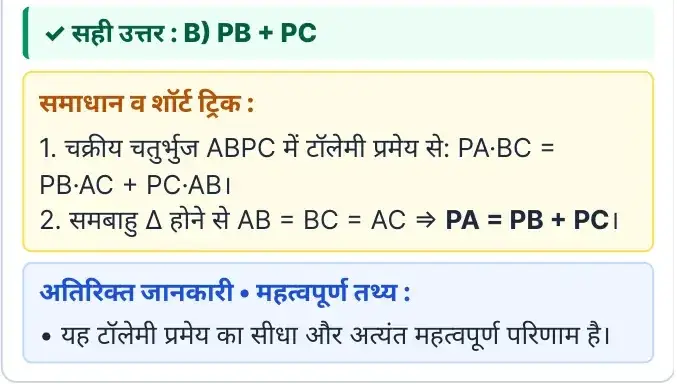 ✓ सही उत्तर : B) PB + PC
समाधान व शॉर्ट ट्रिक :
1. चक्रीय चतुर्भुज ABPC में टॉलेमी प्रमेय से: PA·BC =
PB·AC + PC·AB।
2. समबाहु Δ होने से AB = BC = AC ⇒ PA = PB + PC।
अतिरिक्त जानकारी • महत्वपूर्ण तथ्य :
• यह टॉलेमी प्रमेय का सीधा और अत्यंत महत्वपूर्ण परिणाम है।